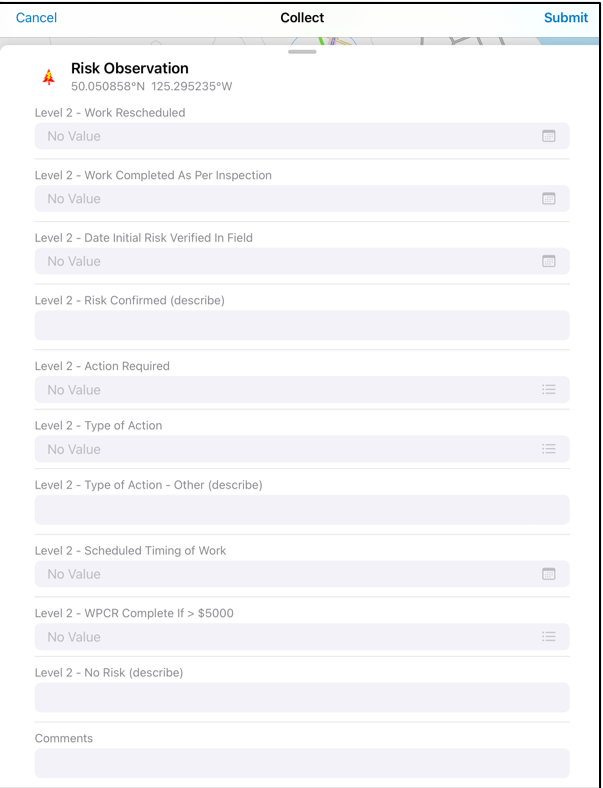 Cancel Collect Submit
Risk Observation
50.050858°N 125.295235°W
Level 2 - Work Rescheduled
No Value
Level 2 - Work Completed As Per Inspection
No Value
Level 2 - Date Initial Risk Verified In Field
No Value
Level 2 - Risk Confirmed (describe)
Level 2 - Action Required
No Value
Level 2 - Type of Action
No Value
Level 2 - Type of Action - Other (describe)
Level 2 - Scheduled Timing of Work
No Value
Level 2 - WPCR Complete If > $5000
No Value
Level 2 - No Risk (describe)
Comments